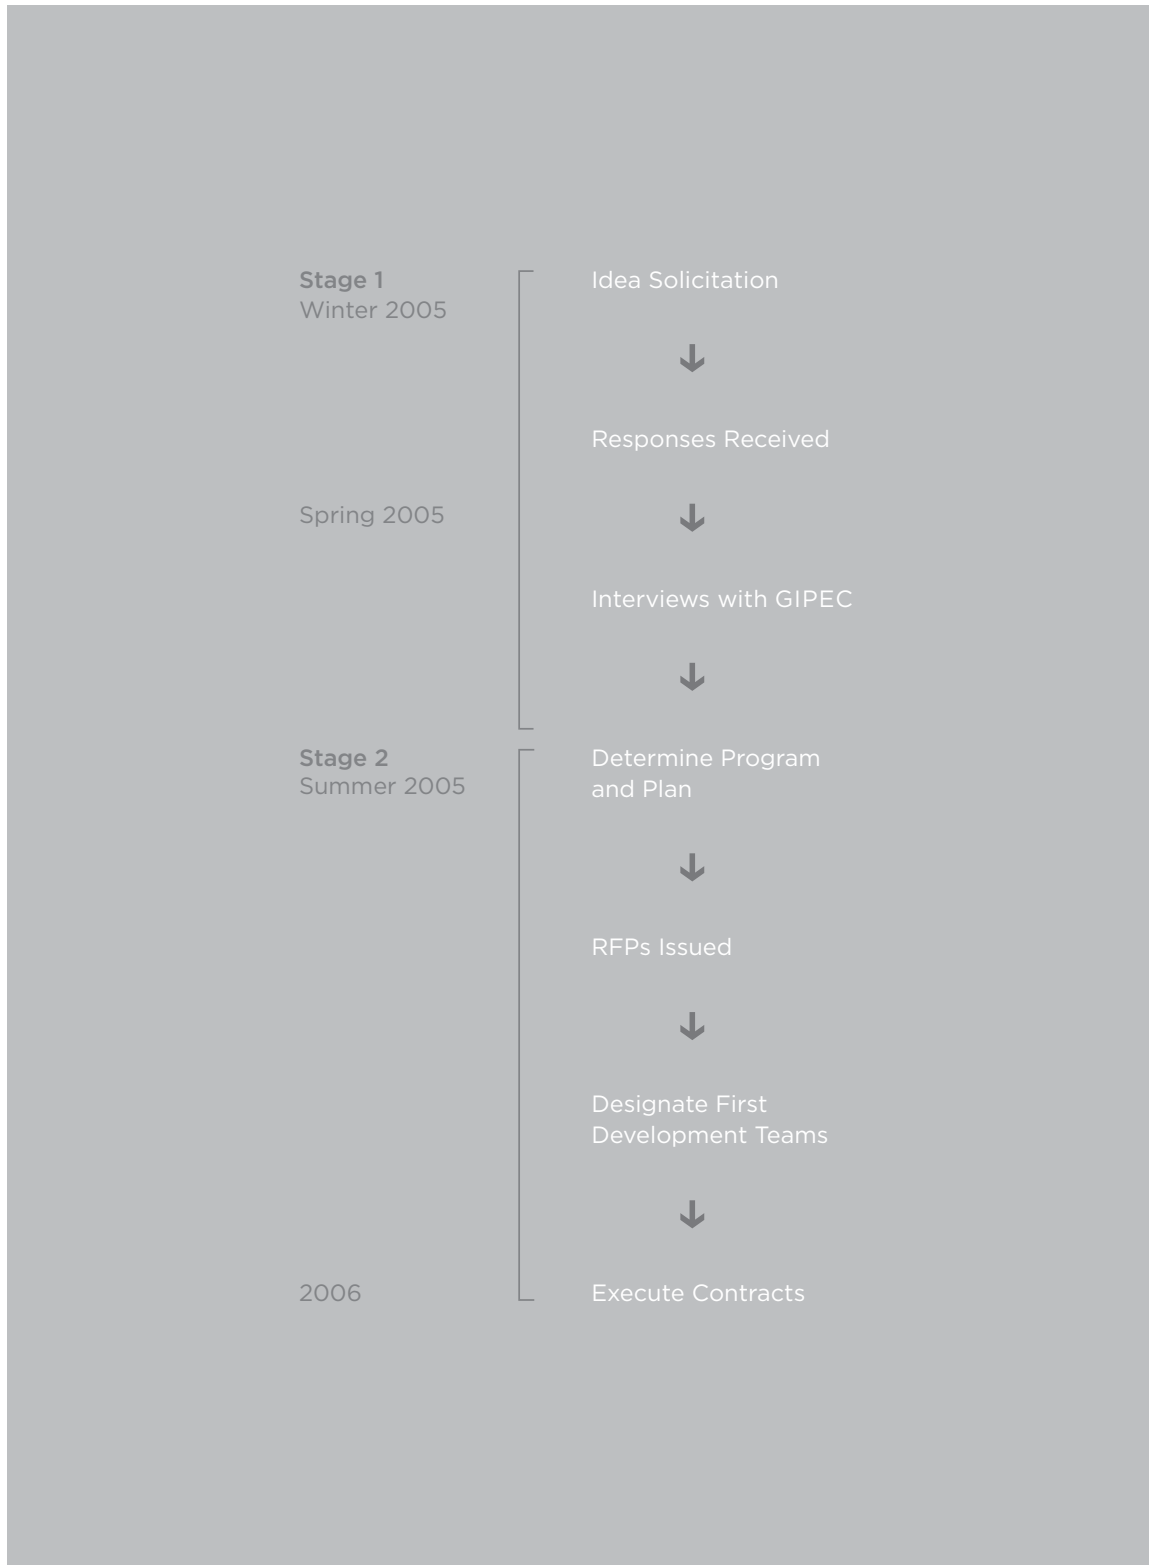 Stage 1
Winter 2005
Idea Solicitation
Responses Received
Spring 2005
Interviews with GIPEC
Stage 2
Summer 2005
Determine Program
and Plan
RFPs Issued
Designate First
Development Teams
2006
Execute Contracts